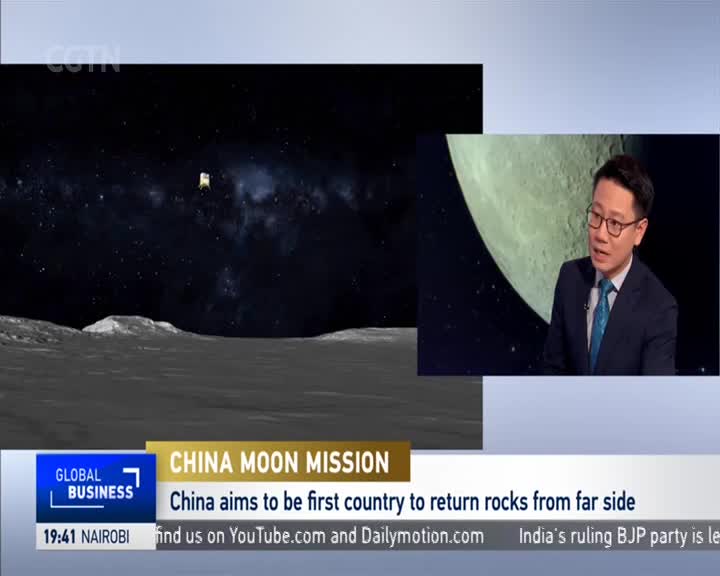 CGTN
CHINA MOON MISSION
GLOBAL
BUSINESS
China aims to be first country to return rocks from far side
19:41 NAIROBI
find us on YouTube.com and Dailymotion.com India's ruling BJP party is le